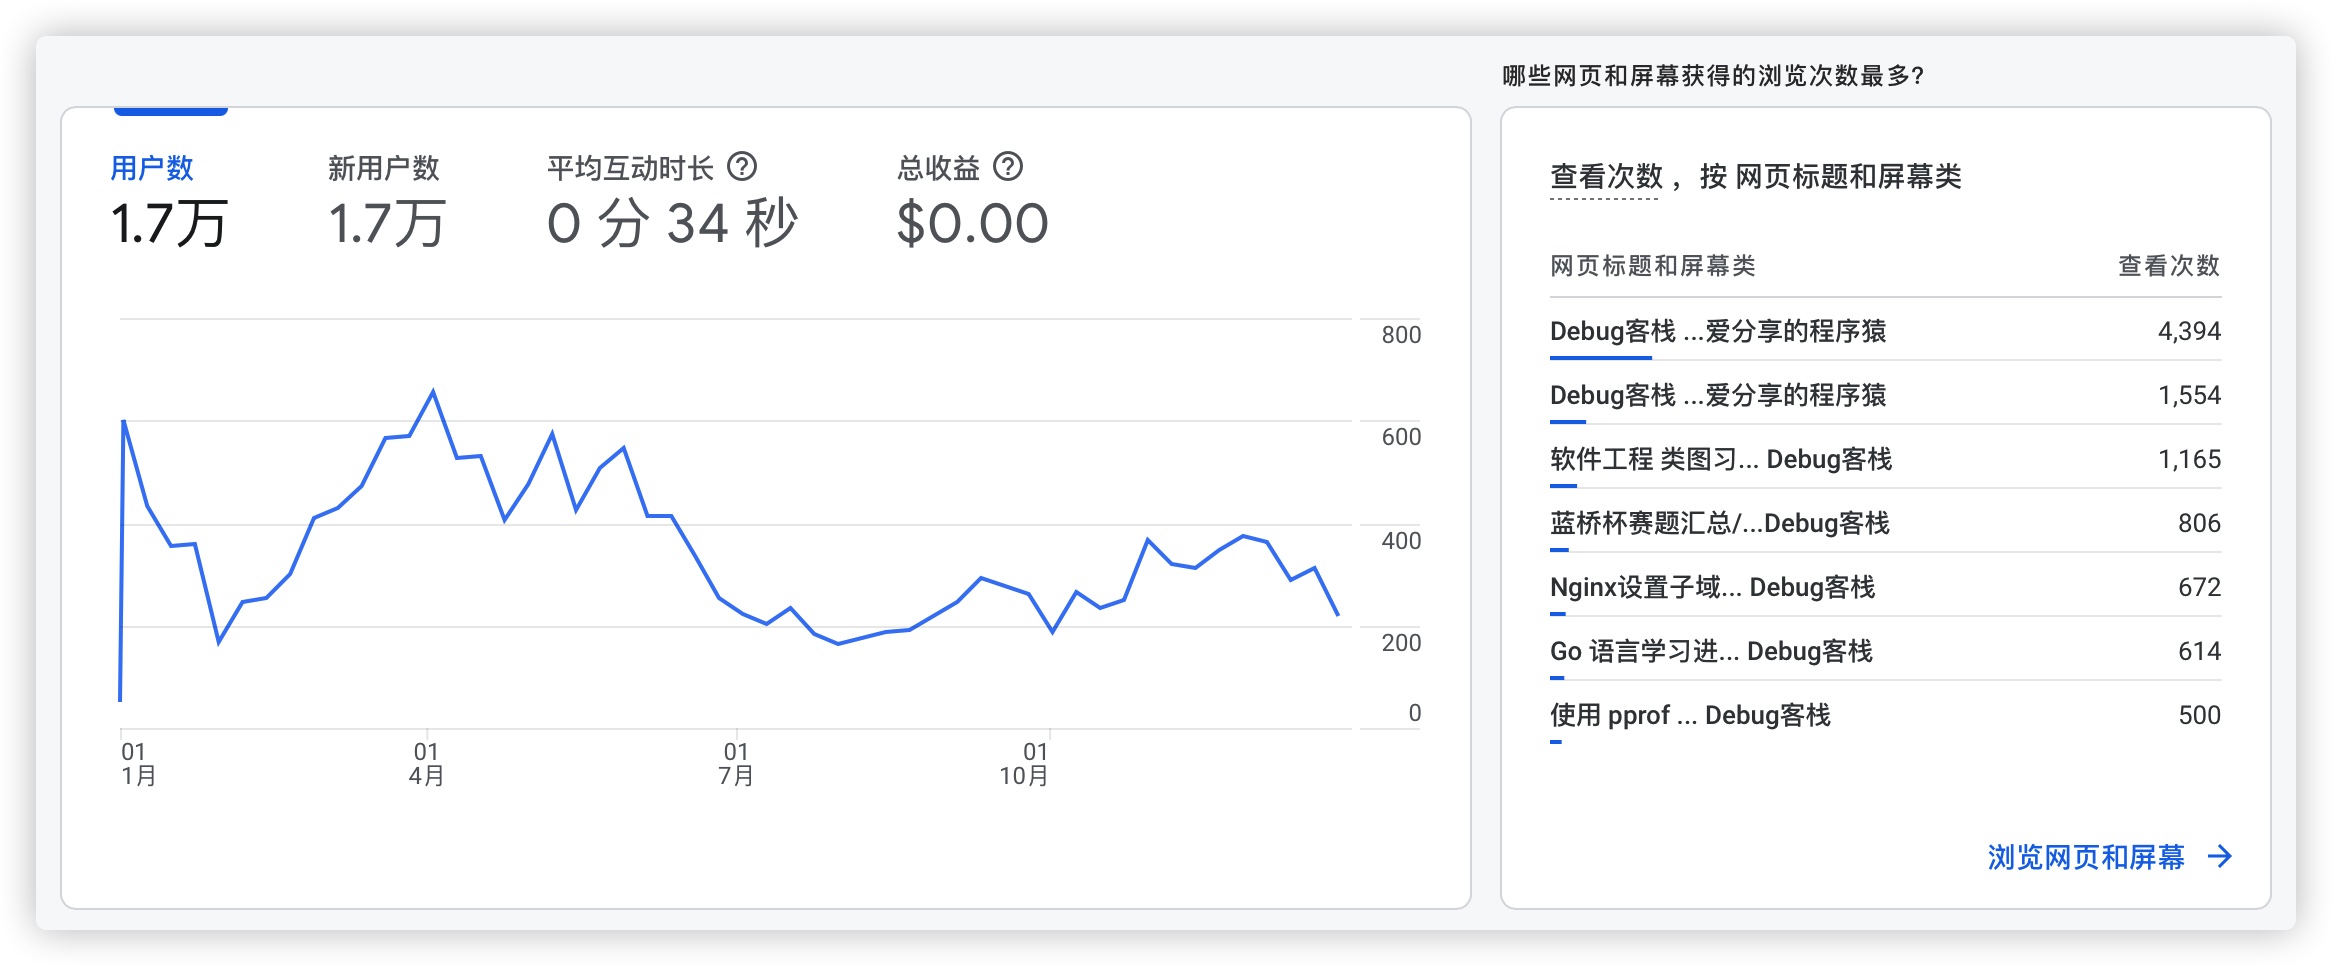 哪些网页和屏幕获得的浏览次数最多?
用户数
1.7万
新用户数
1.7万
平均互动时长
0 分 34 秒
总收益
$0.00
800
600
400
200
0
01
1月
01
4月
01
7月
01
10月
查看次数， 按 网页标题和屏幕类
网页标题和屏幕类 查看次数
Debug客栈 ...爱分享的程序猿 4,394
Debug客栈 ...爱分享的程序猿 1,554
软件工程 类图习... Debug客栈 1,165
蓝桥杯赛题汇总/...Debug客栈 806
Nginx设置子域... Debug客栈 672
Go 语言学习进... Debug客栈 614
使用 pprof ... Debug客栈 500
浏览网页和屏幕